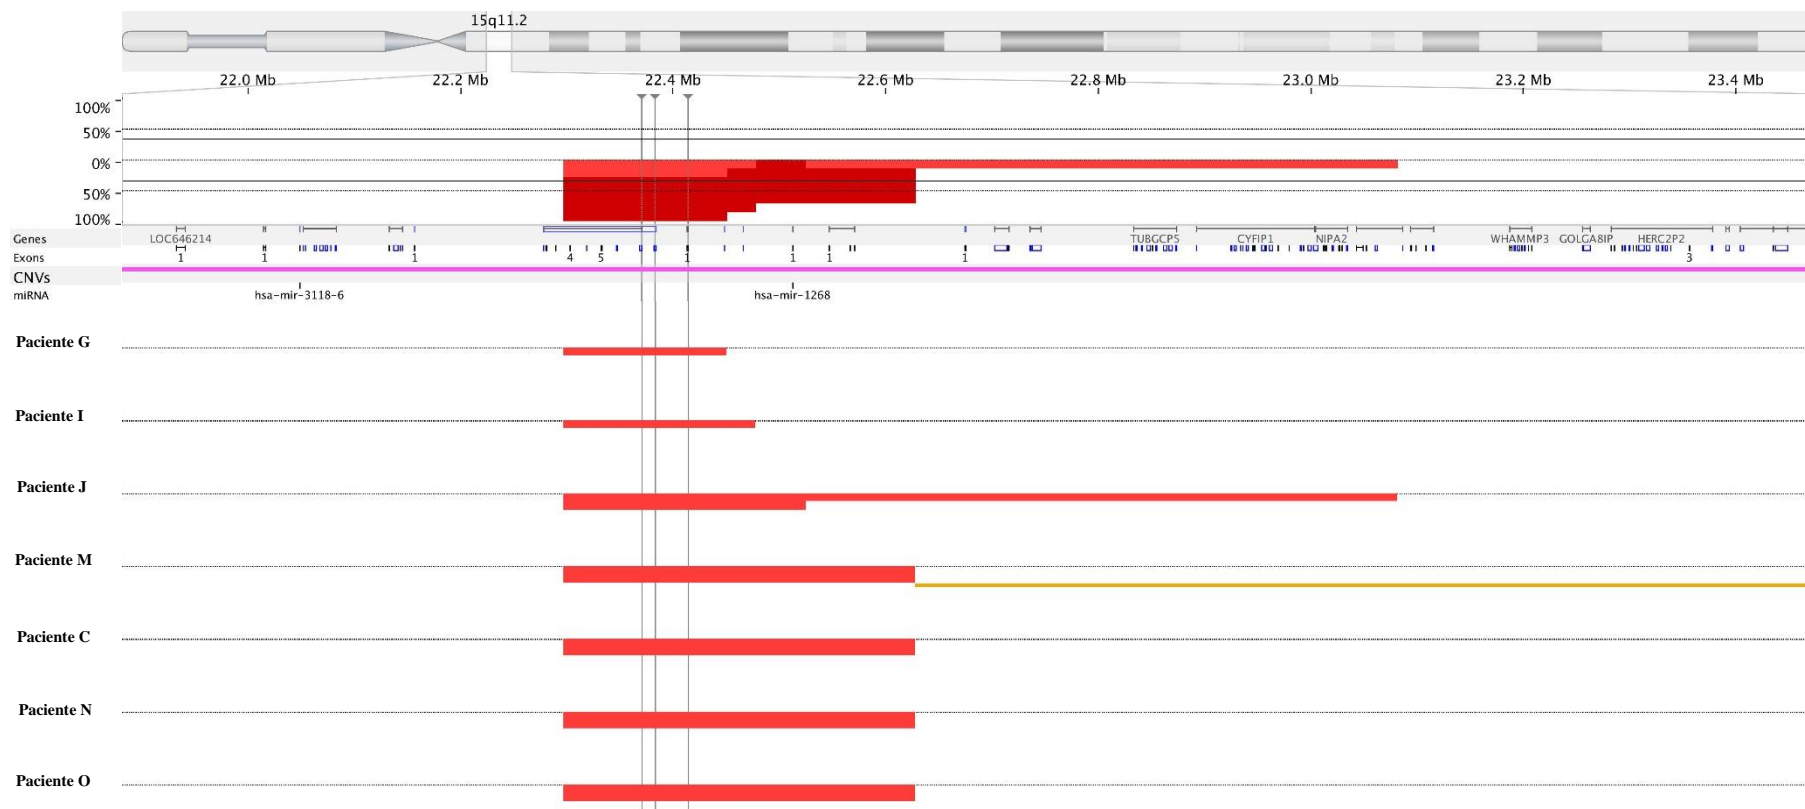 15q11.2
22.0 Mb 22.2 Mb 22.4 Mb 22.6 Mb 22.8 Mb 23.0 Mb 23.2 Mb 23.4 Mb
100%
50%
0%
50%
100%
Genes LOC646214 TUBGCP5 CYFIP1 NIPA2 WHAMMP3 GOLGA8IP HERC2P2
Exons 1 1 1 4 5 1 1 1 1 3
CNVs
miRNA hsa-mir-3118-6 hsa-mir-1268
Paciente G
Paciente I
Paciente J
Paciente M
Paciente C
Paciente N
Paciente O